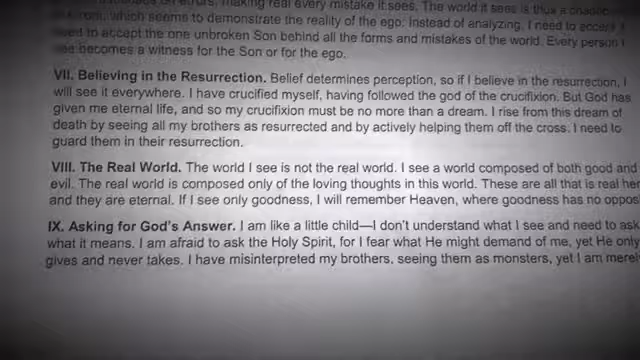 on errors, making real every mistake it sees. The world it sees is thus a chaotic
which seems to demonstrate the reality of the ego. Instead of analyzing, I need to accept
need to accept the one unbroken Son behind all the forms and mistakes of the world. Every person I
see becomes a witness for the Son or for the ego.
VII. Believing in the Resurrection. Belief determines perception, so if I believe in the resurrection, I
will see it everywhere. I have crucified myself, having followed the god of the crucifixion. But God has
given me eternal life, and so my crucifixion must be no more than a dream. I rise from this dream of
death by seeing all my brothers as resurrected and by actively helping them off the cross. I need to
guard them in their resurrection.
VIII. The Real World. The world I see is not the real world. I see a world composed of both good and
evil. The real world is composed only of the loving thoughts in this world. These are all that is real her
and they are eternal. If I see only goodness, I will remember Heaven, where goodness has no oppos
IX. Asking for God's Answer. I am like a little child—I don't understand what I see and need to ask
what it means. I am afraid to ask the Holy Spirit, for I fear what He might demand of me, yet He only
gives and never takes. I have misinterpreted my brothers, seeing them as monsters, yet I am merel